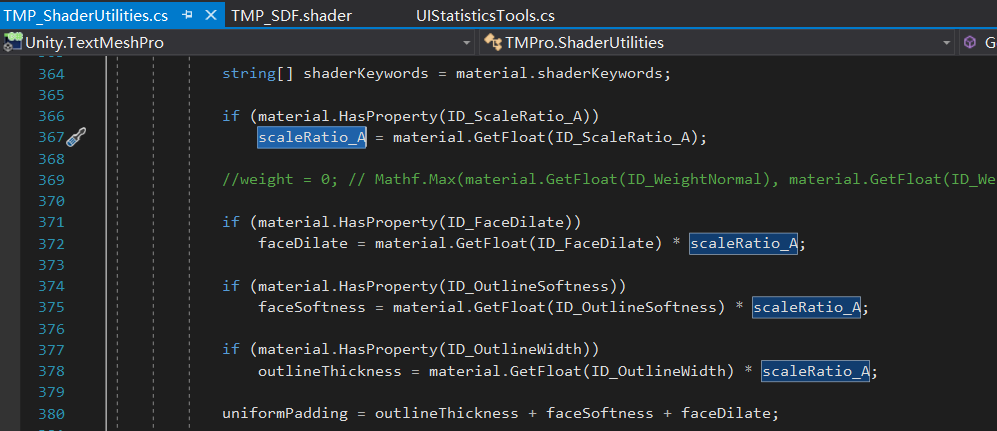 TMP_ShaderUtilities.cs TMP_SDF.shader UIStatisticsTools.cs
Unity.TextMeshPro TMPro.ShaderUtilities G
364 string[] shaderKeywords = material.shaderKeywords;
365
366 if (material.HasProperty(ID_ScaleRatio_A))
367 scaleRatio_A = material.GetFloat(ID_ScaleRatio_A);
368
369 //weight = 0; // Mathf.Max(material.GetFloat(ID_WeightNormal), material.GetFloat(ID_We
370
371 if (material.HasProperty(ID_FaceDilate))
372 faceDilate = material.GetFloat(ID_FaceDilate) * scaleRatio_A;
373
374 if (material.HasProperty(ID_OutlineSoftness))
375 faceSoftness = material.GetFloat(ID_OutlineSoftness) * scaleRatio_A;
376
377 if (material.HasProperty(ID_OutlineWidth))
378 outlineThickness = material.GetFloat(ID_OutlineWidth) * scaleRatio_A;
379
380 uniformPadding = outlineThickness + faceSoftness + faceDilate;